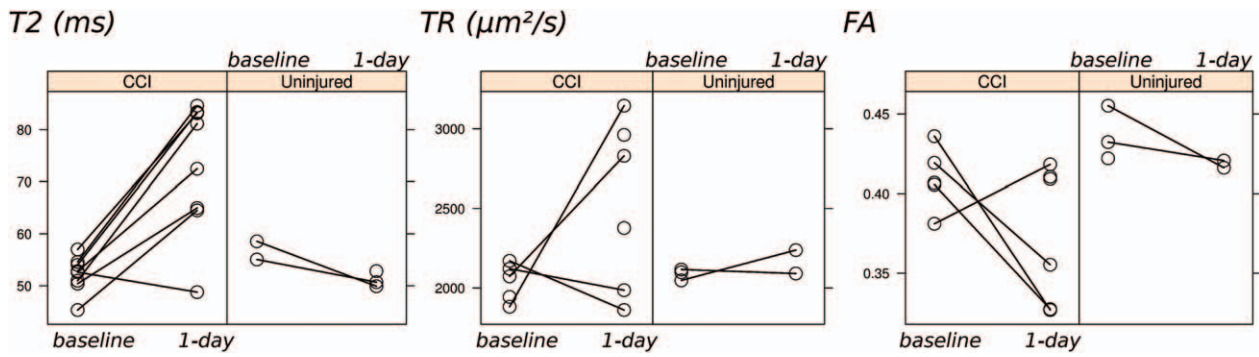 T2 (ms)
TR (μm²/s)
FA
baseline 1-day
baseline 1-day
baseline 1-day
CCI
Uninjured
CCI
Uninjured
CCI
Uninjured
80
70
60
50
3000
2500
2000
0.45
0.40
0.35
baseline 1-day
baseline 1-day
baseline 1-day